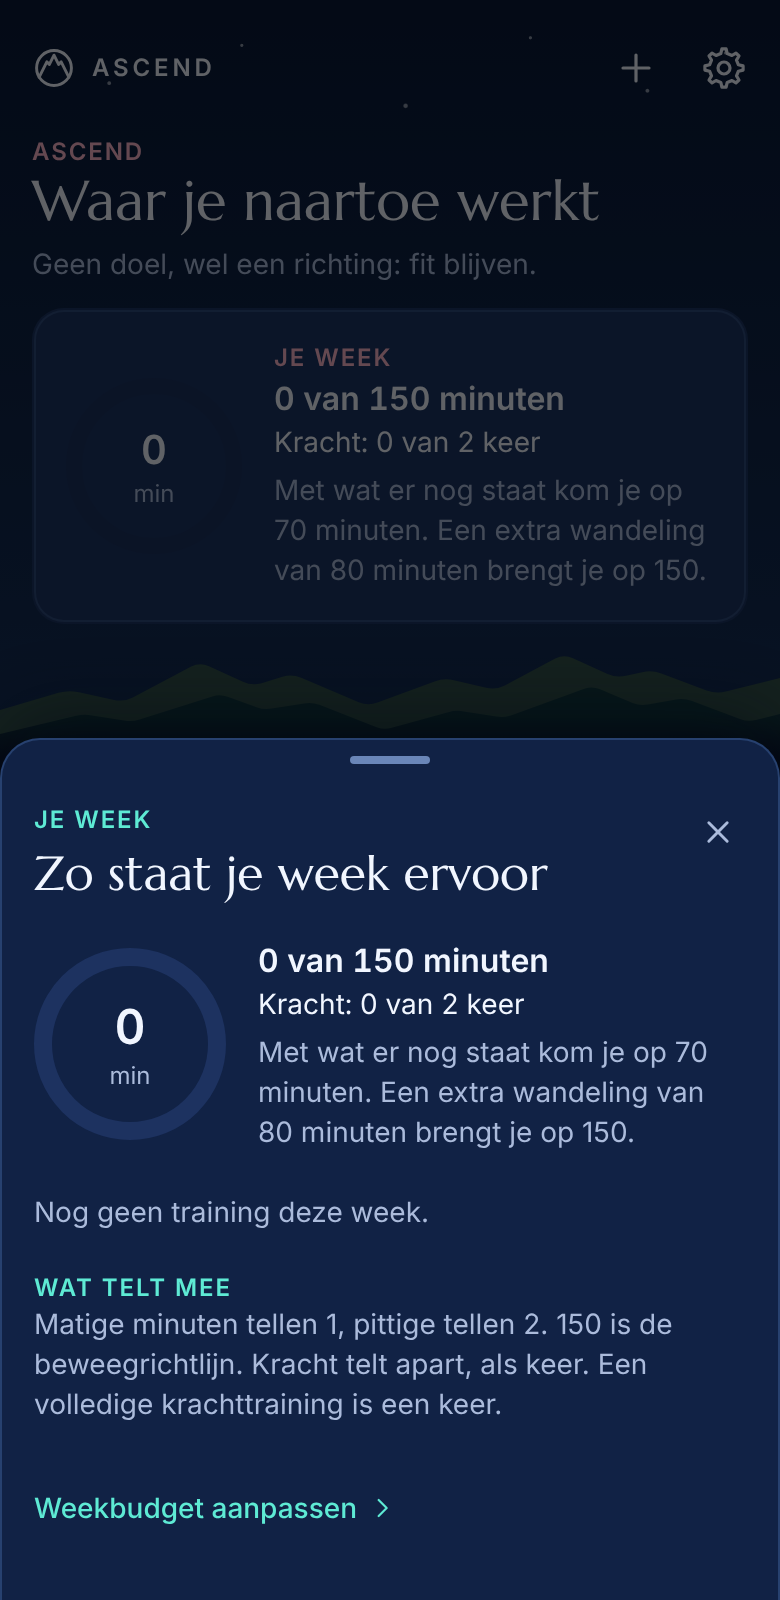 ASCEND
ASCEND
Waar je naartoe werkt
Geen doel, wel een richting: fit blijven.
0
min
JE WEEK
0 van 150 minuten
Kracht: 0 van 2 keer
Met wat er nog staat kom je op
70 minuten. Een extra wandeling
van 80 minuten brengt je op 150.
JE WEEK
Zo staat je week ervoor
0
min
0 van 150 minuten
Kracht: 0 van 2 keer
Met wat er nog staat kom je op 70
minuten. Een extra wandeling van
80 minuten brengt je op 150.
Nog geen training deze week.
WAT TELT MEE
Matige minuten tellen 1, pittige tellen 2. 150 is de
beweegrichtlijn. Kracht telt apart, als keer. Een
volledige krachttraining is een keer.
Weekbudget aanpassen